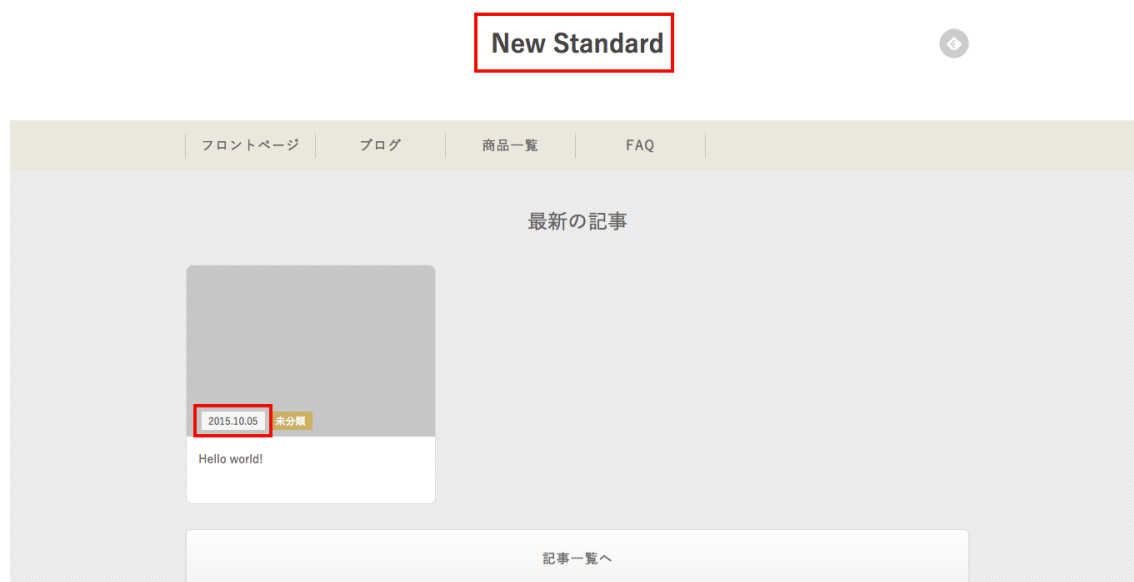 New Standard
フロントページ ブログ 商品一覧 FAQ
最新の記事
2015.10.05 未分類
Hello world!
記事一覧へ